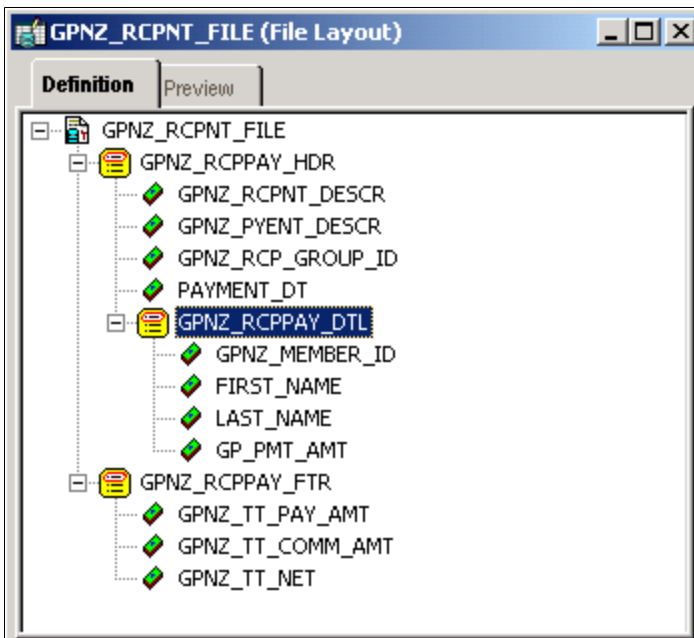 GPNZ_RCPNT_FILE (File Layout)
Definition
Preview
GPNZ_RCPNT_FILE
GPNZ_RCPPAY_HDR
GPNZ_RCPNT_DESCR
GPNZ_PYENT_DESCR
GPNZ_RCP_GROUP_ID
PAYMENT_DT
GPNZ_RCPPAY_DTL
GPNZ_MEMBER_ID
FIRST_NAME
LAST_NAME
GP_PMT_AMT
GPNZ_RCPPAY_FTR
GPNZ_TT_PAY_AMT
GPNZ_TT_COMM_AMT
GPNZ_TT_NET